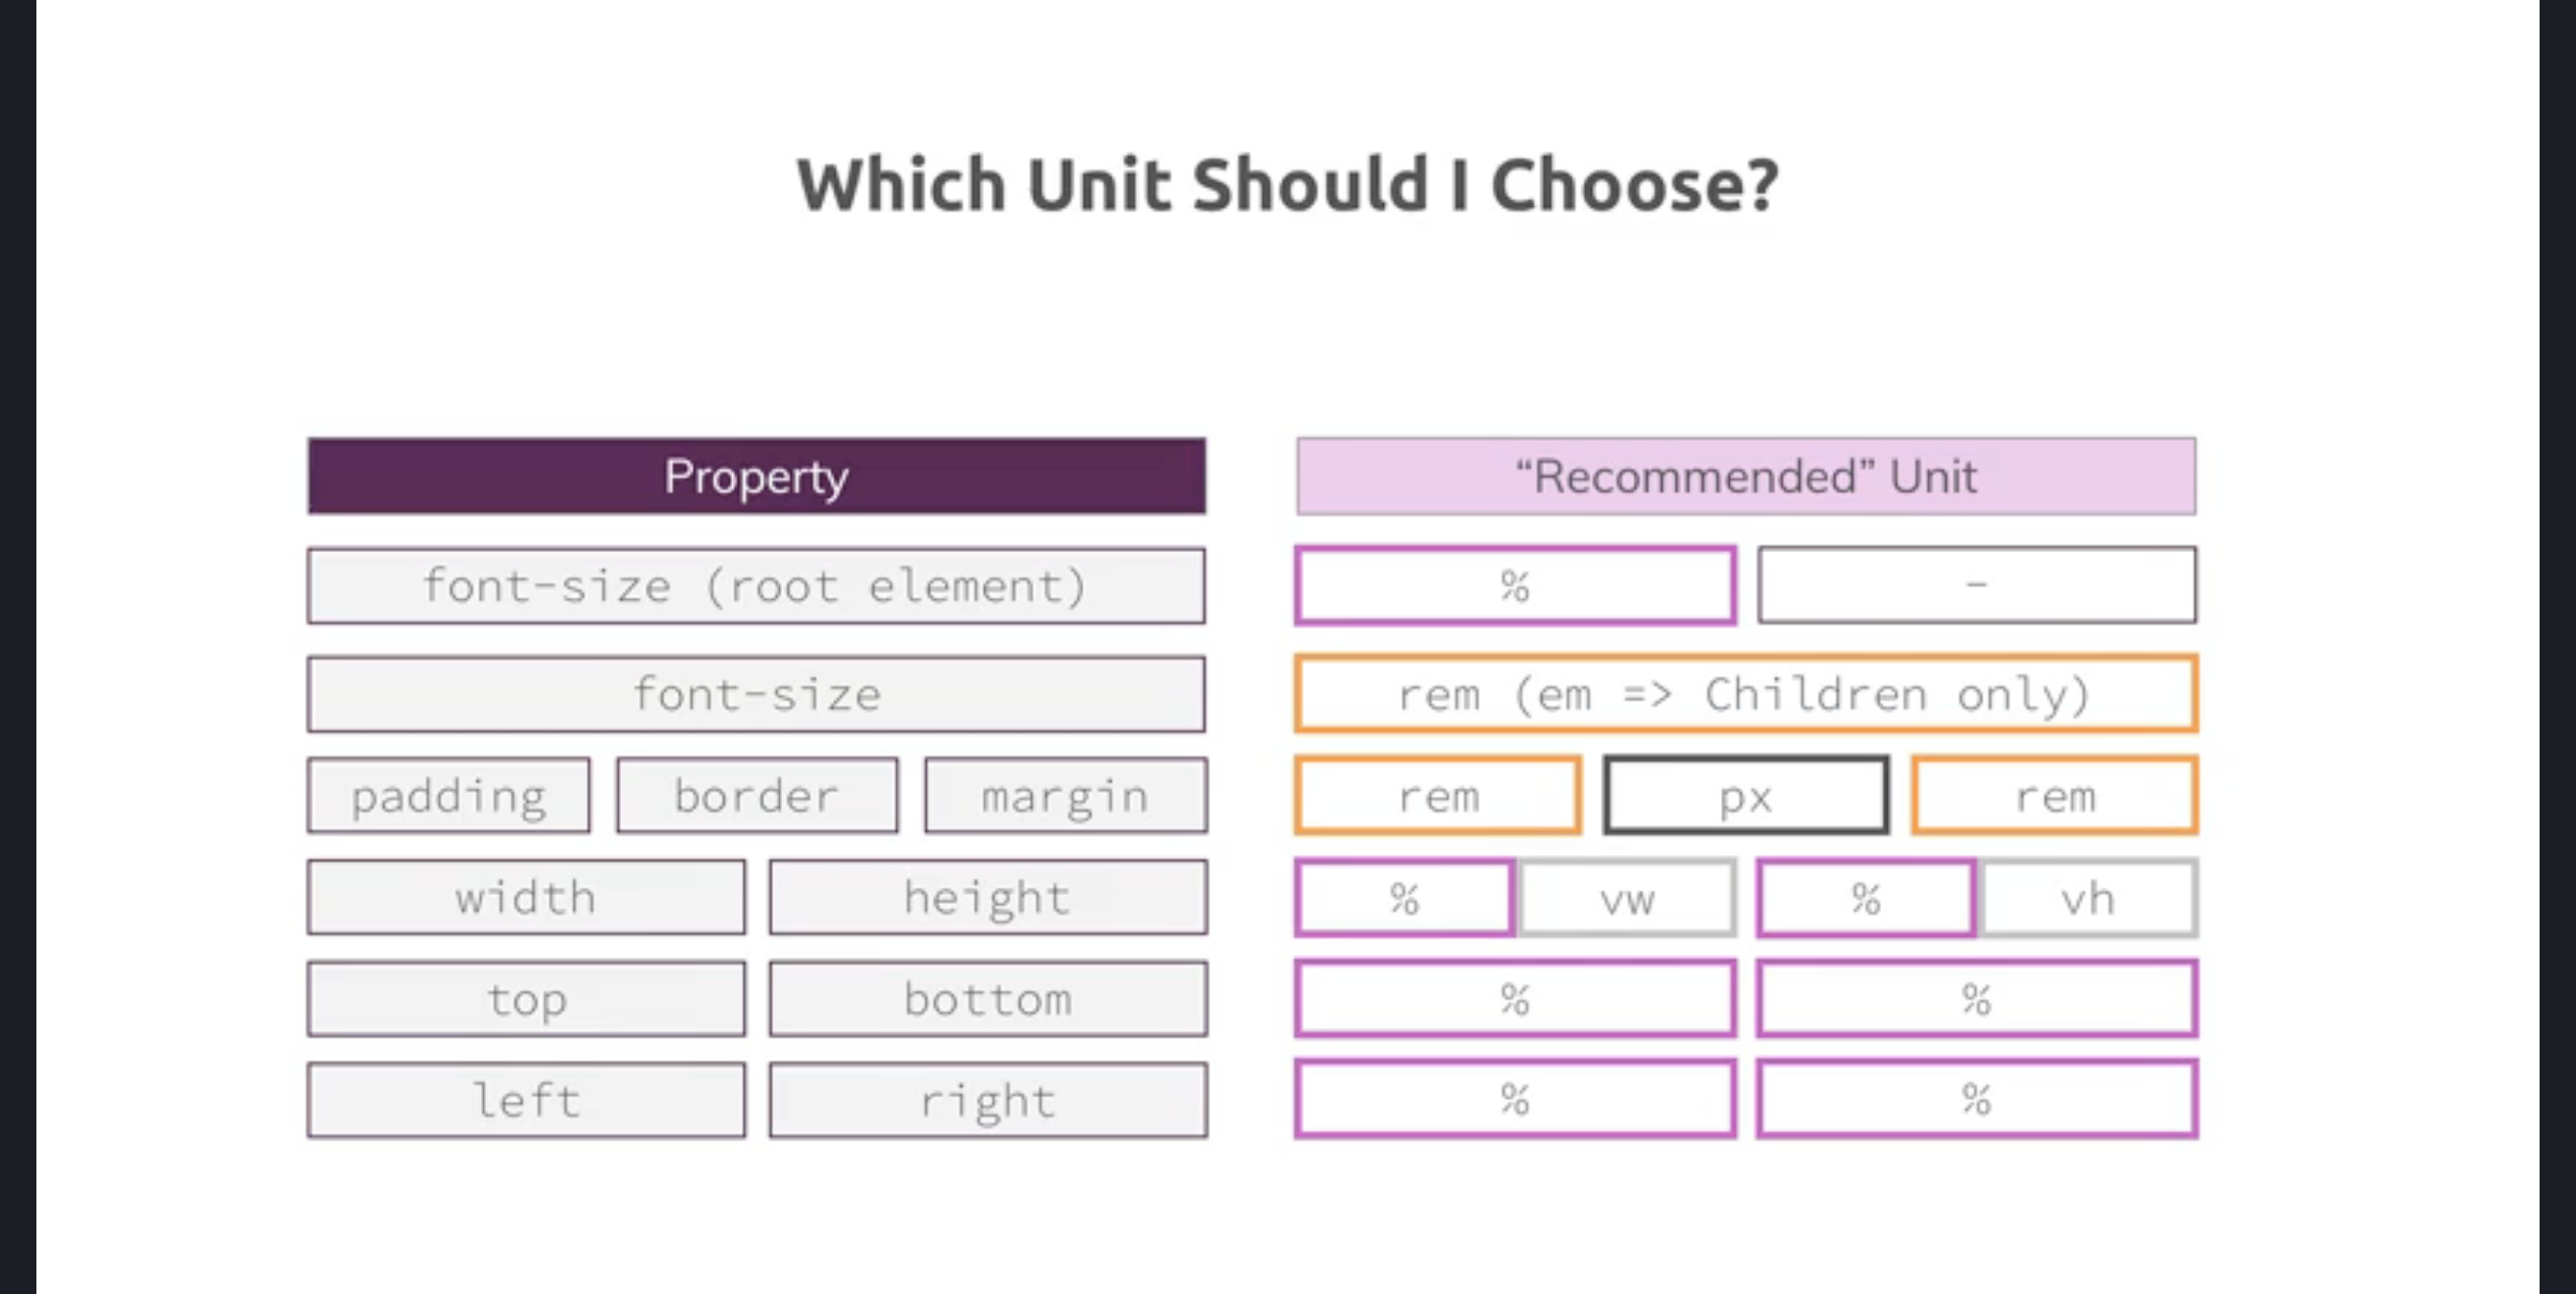 Which Unit Should I Choose?
Property “Recommended” Unit
font-size (root element) % –
font-size rem (em => Children only)
padding border margin rem px rem
width height % vw % vh
top bottom % %
left right % %